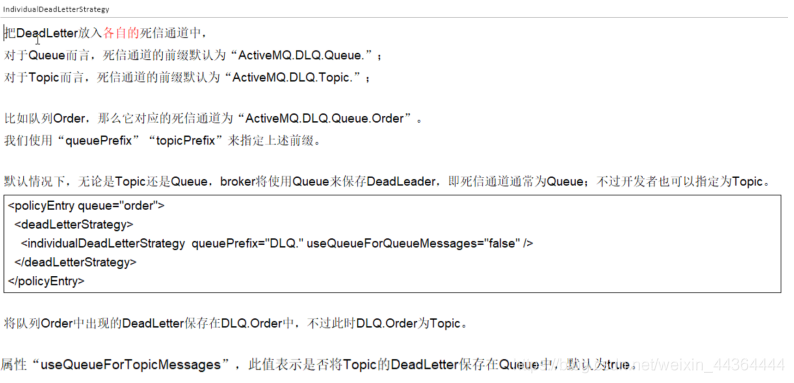 IndividualDeadLetterStrategy
把DeadLetter放入各自的死信通道中，
对于Queue而言，死信通道的前缀默认为“ActiveMQ.DLQ.Queue.”；
对于Topic而言，死信通道的前缀默认为“ActiveMQ.DLQ.Topic.”；
比如队列Order，那么它对应的死信通道为“ActiveMQ.DLQ.Queue.Order”。
我们使用“queuePrefix”“topicPrefix”来指定上述前缀。
默认情况下，无论是Topic还是Queue，broker将使用Queue来保存DeadLeader，即死信通道通常为Queue；不过开发者也可以指定为Topic。
<policyEntry queue="order">
<deadLetterStrategy>
<individualDeadLetterStrategy queuePrefix="DLQ." useQueueForQueueMessages="false" />
</deadLetterStrategy>
</policyEntry>
将队列Order中出现的DeadLetter保存在DLQ.Order中，不过此时DLQ.Order为Topic。
属性“useQueueForTopicMessages”，此值表示是否将Topic的DeadLetter保存在Queue中，默认为true。
net/weixin_44364444